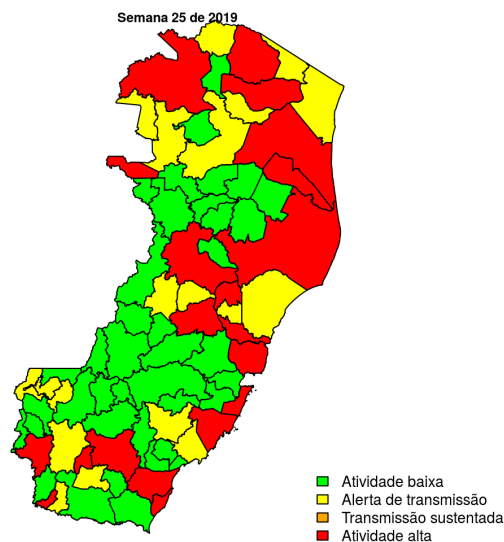 Semana 25 de 2019
Atividade baixa
Alerta de transmissão
Transmissão sustentada
Atividade alta